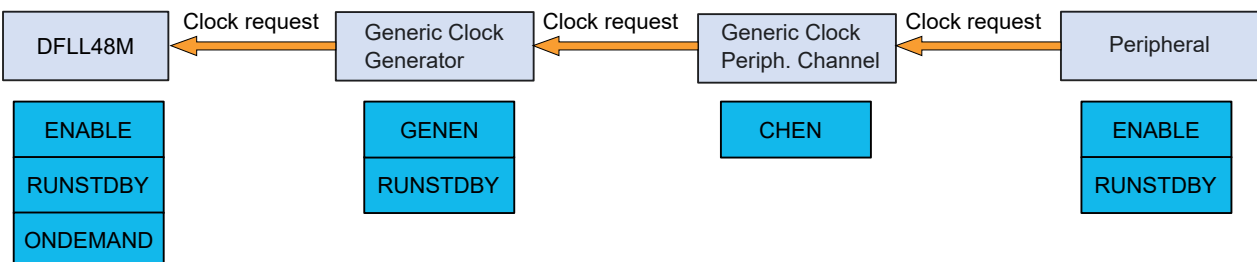 Clock request
Clock request
Clock request
DFLL48M
Generic Clock
Generator
Generic Clock
Periph. Channel
Peripheral
ENABLE
GENEN
CHEN
ENABLE
RUNSTDBY
RUNSTDBY
RUNSTDBY
ONDEMAND